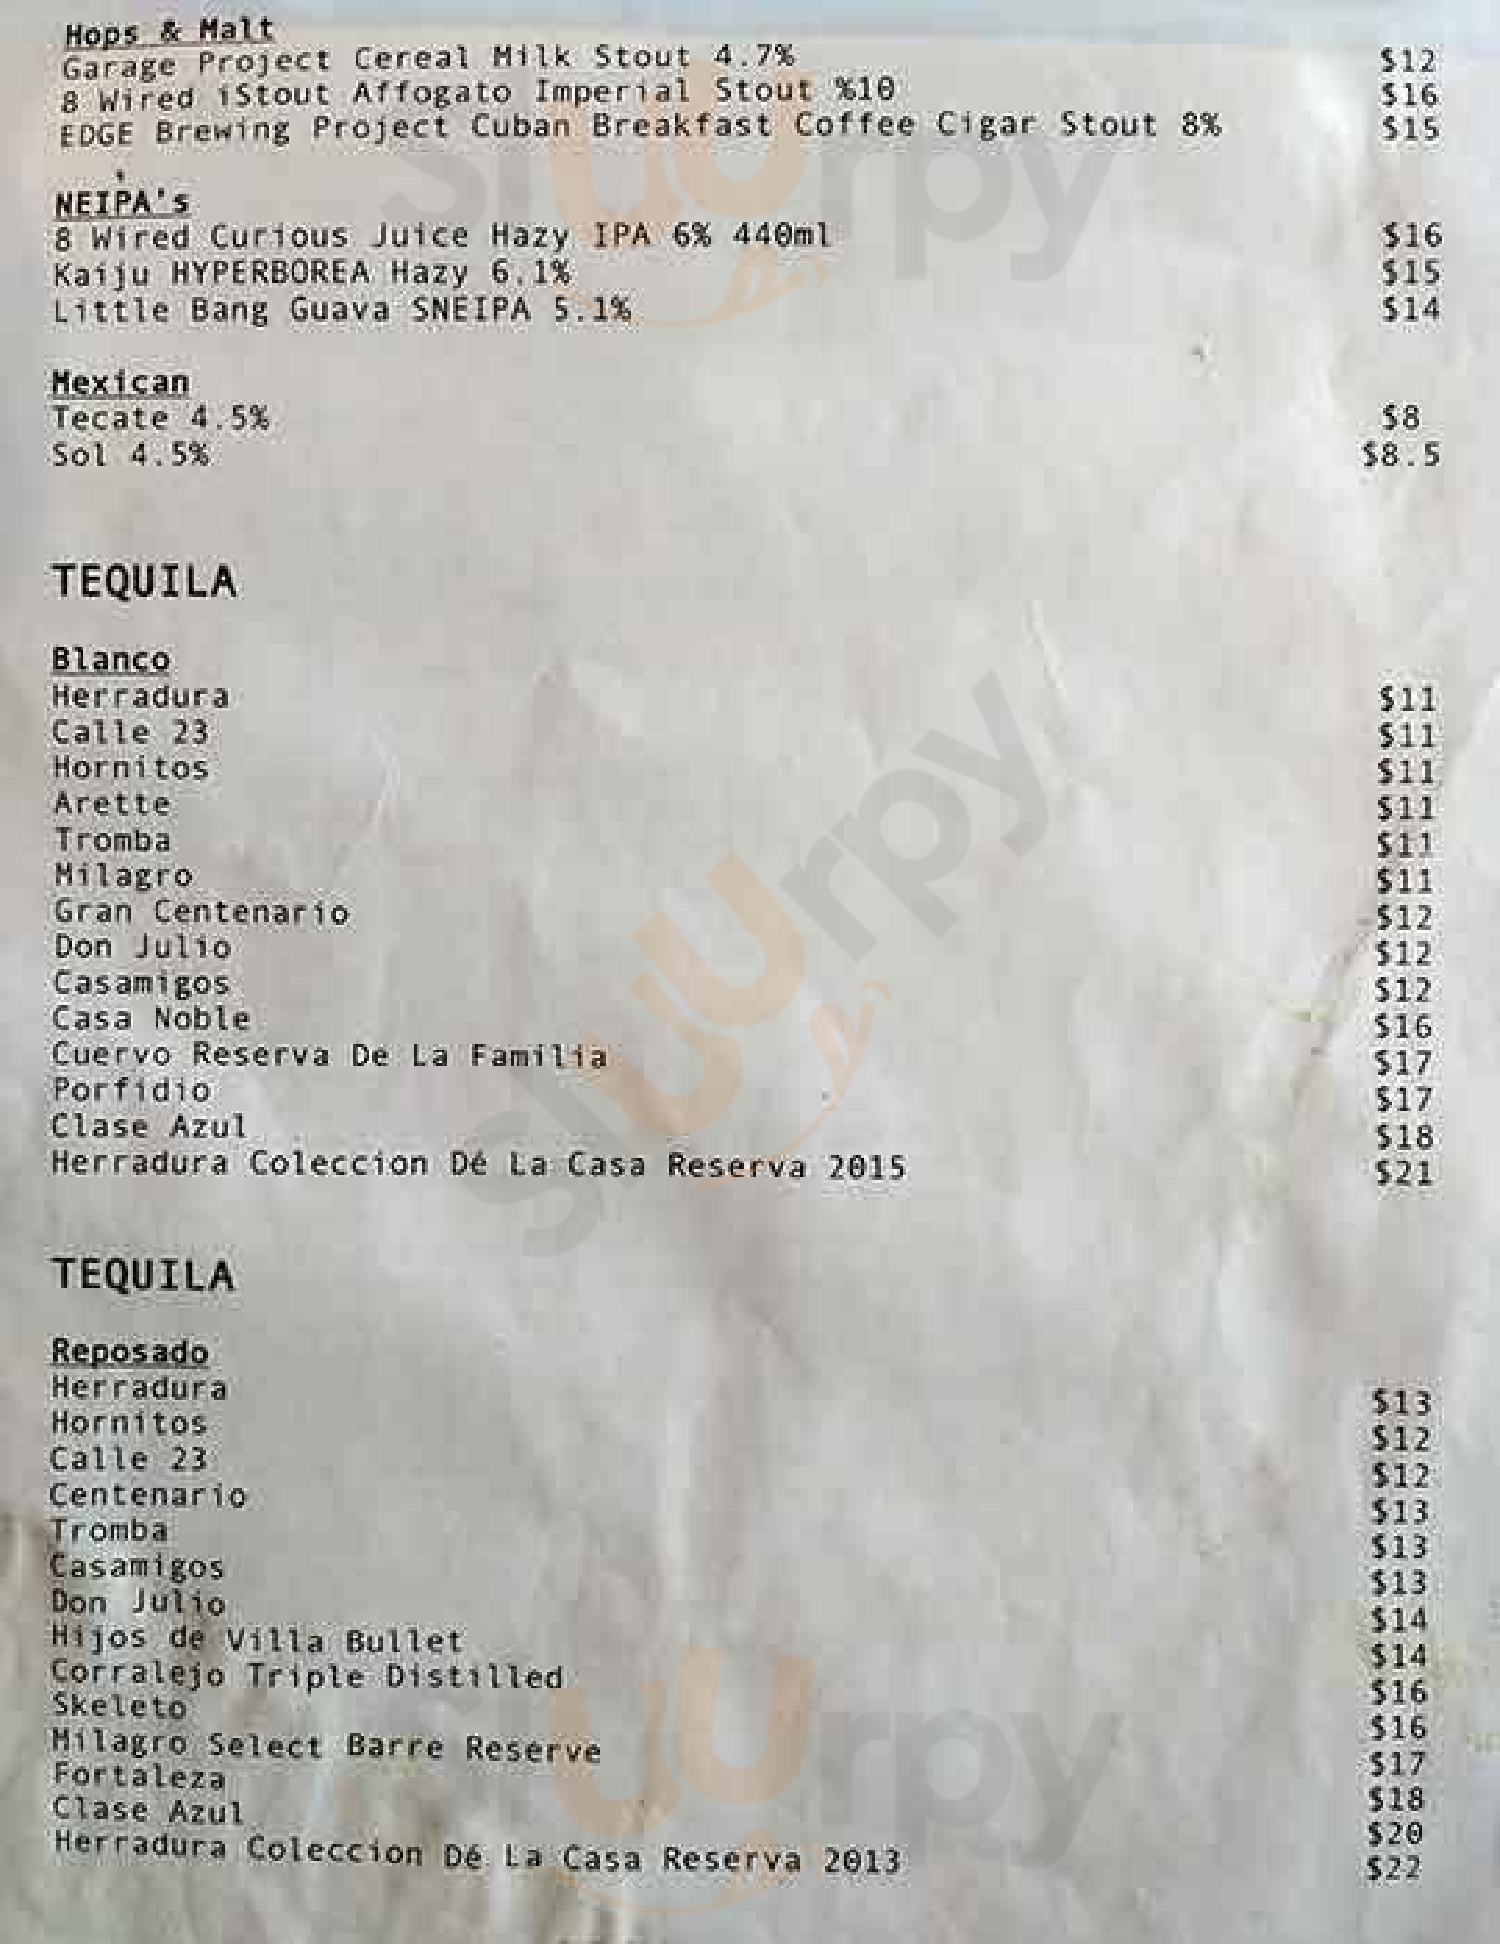 Hops & Malt
Garage Project Cereal Milk Stout 4.7% $12
8 Wired iStout Affogato Imperial Stout %10 $16
EDGE Brewing Project Cuban Breakfast Coffee Cigar Stout 8% $15
NEIPA's
8 Wired Curious Juice Hazy IPA 6% 440ml $16
Kaiju HYPERBOREA Hazy 6.1% $15
Little Bang Guava SNEIPA 5.1% $14
Mexican
Tecate 4.5% $8
Sol 4.5% $8.5
TEQUILA
Blanco
Herradura $11
Calle 23 $11
Hornitos $11
Arette $11
Tromba $11
Milagro $11
Gran Centenario $12
Don Julio $12
Casamigos $12
Casa Noble $16
Cuervo Reserva De La Familia $17
Porfidio $17
Clase Azul $18
Herradura Coleccion Dé La Casa Reserva 2015 $21
TEQUILA
Reposado
Herradura $13
Hornitos $12
Calle 23 $12
Centenario $13
Tromba $13
Casamigos $13
Don Julio $14
Hijos de Villa Bullet $14
Corralejo Triple Distilled $16
Skeleto $16
Milagro Select Barre Reserve $17
Fortaleza $18
Clase Azul $20
Herradura Coleccion Dé La Casa Reserva 2013 $22
sluurpy
sluurpy
sluurpy